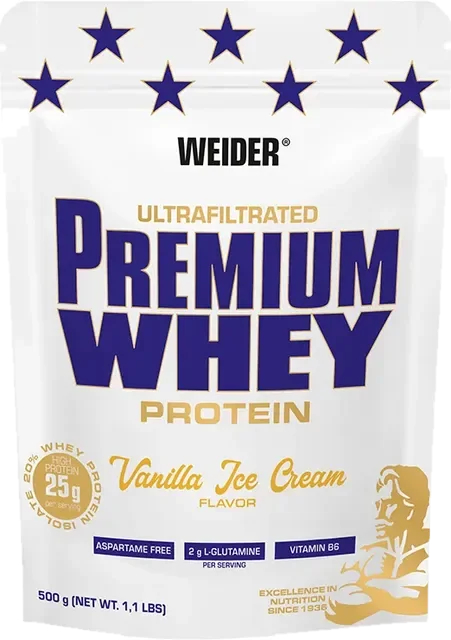 WEIDER®
ULTRAFILTRATED
PREMIUM
WHEY
PROTEIN
20% WHEY PROTEIN ISOLATE
HIGH
PROTEIN
25g
per serving
Vanilla Ice Cream
FLAVOR
ASPARTAME FREE
2 g L-GLUTAMINE
PER SERVING
VITAMIN B6
500 g (NET WT. 1,1 LBS)
EXCELLENCE IN
NUTRITION
SINCE 1936